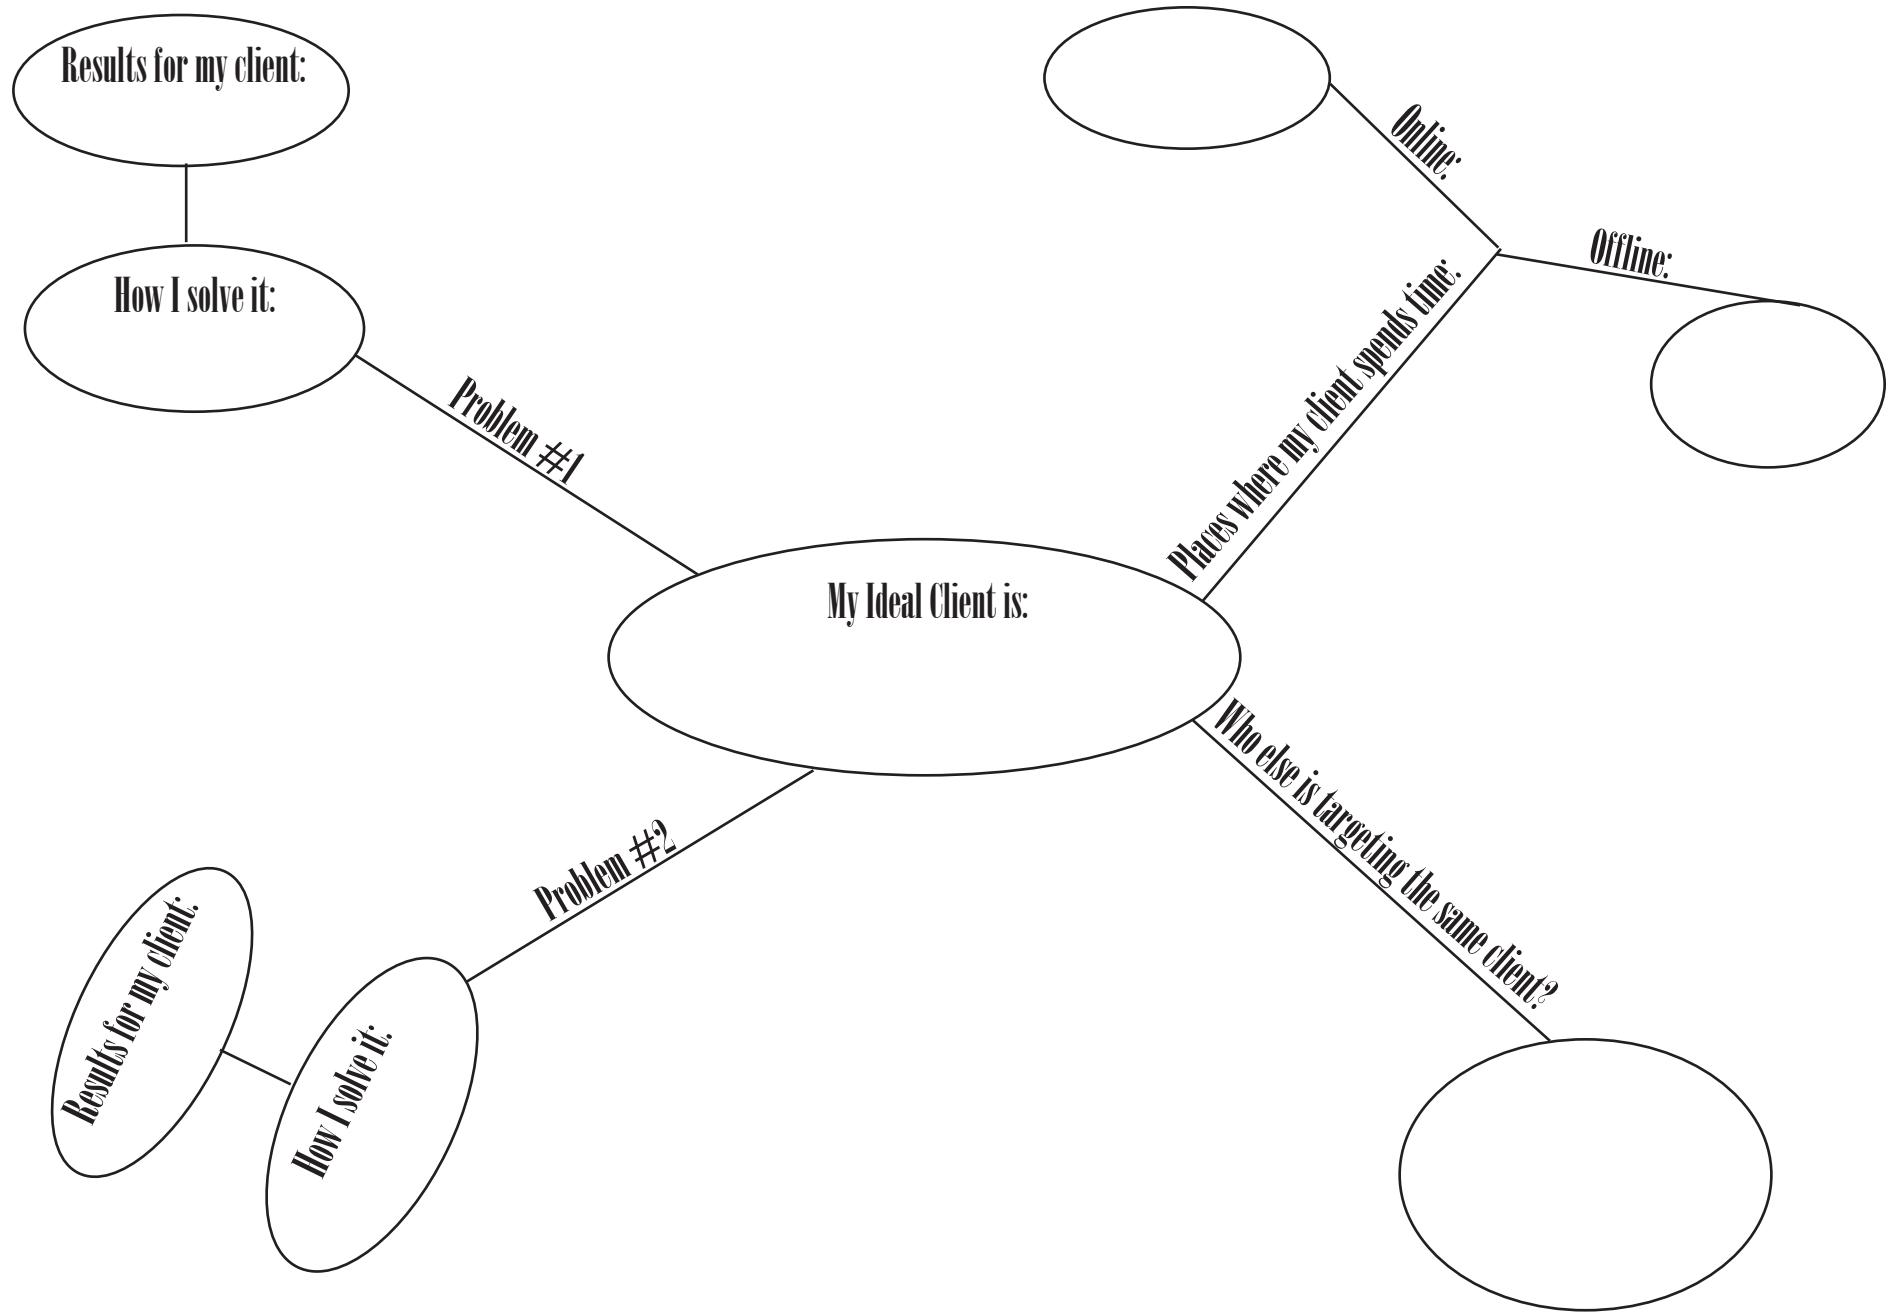 Results for my client:
How I solve it:
Problem #1
Online:
Offline:
Places where my client spends time:
My Ideal Client is:
Who else is targeting the same client?
Problem #2
How I solve it:
Results for my client: